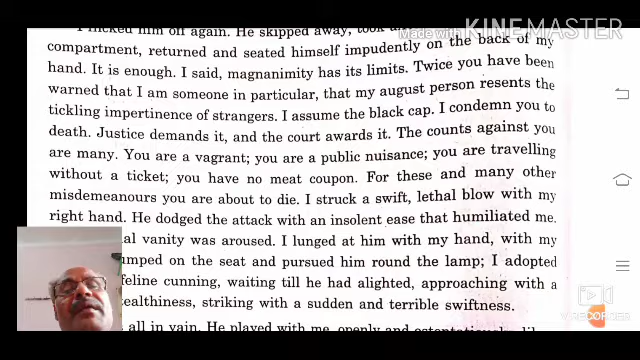 I flicked him off again. He skipped away, took
Made with KINEMASTER
compartment, returned and seated himself impudently on the back of my
hand. It is enough. I said, magnanimity has its limits. Twice you have been
warned that I am someone in particular, that my august person resents the
tickling impertinence of strangers. I assume the black cap. I condemn you to
death. Justice demands it, and the court awards it. The counts against you
are many. You are a vagrant; you are a public nuisance; you are travelling
without a ticket; you have no meat coupon. For these and many other
misdemeanours you are about to die. I struck a swift, lethal blow with my
right hand. He dodged the attack with an insolent ease that humiliated me.
al vanity was aroused. I lunged at him with my hand, with my
umped on the seat and pursued him round the lamp; I adopted
feline cunning, waiting till he had alighted, approaching with a
ealthiness, striking with a sudden and terrible swiftness.
all in vain. He played with me, openly and ostentatiously,
V RECORDER